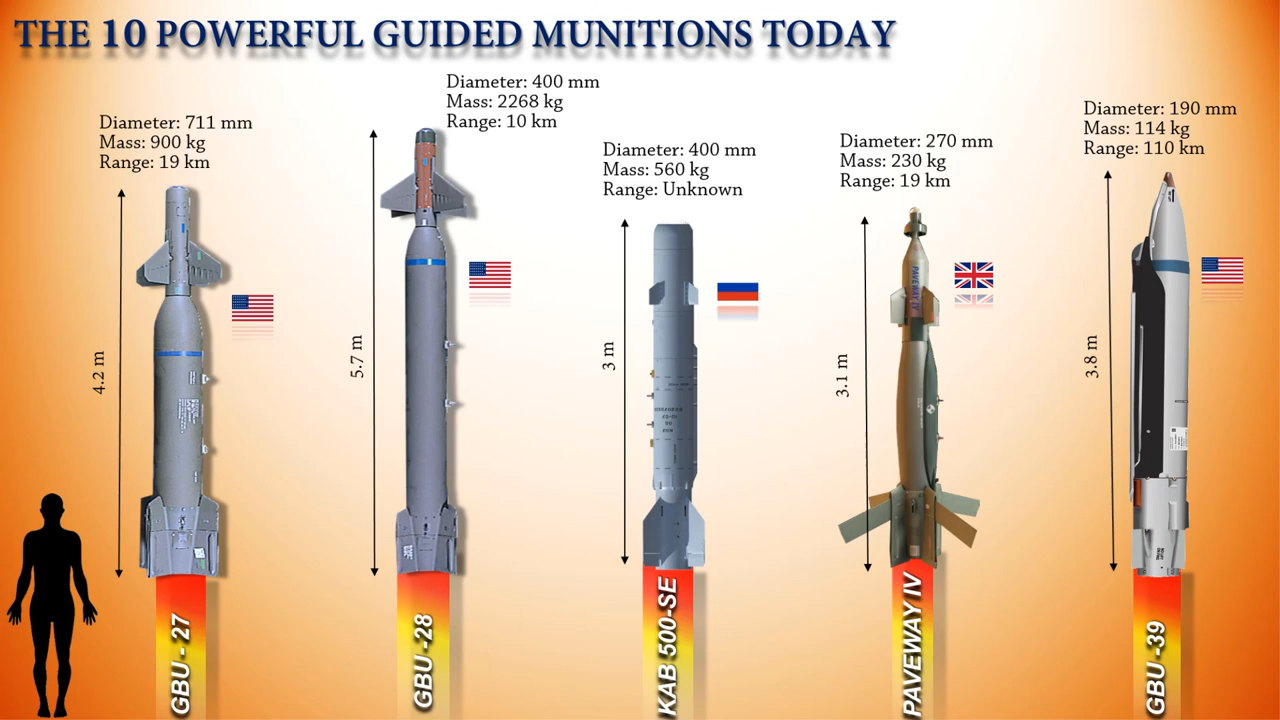 THE 10 POWERFUL GUIDED MUNITIONS TODAY
Diameter: 711 mm
Mass: 900 kg
Range: 19 km
4.2 m
GBU - 27
Diameter: 400 mm
Mass: 2268 kg
Range: 10 km
5.7 m
GBU -28
Diameter: 400 mm
Mass: 560 kg
Range: Unknown
3 m
KAB 500-SE
Diameter: 270 mm
Mass: 230 kg
Range: 19 km
3.1 m
PAVEWAY IV
PAVEWAY IV
Diameter: 190 mm
Mass: 114 kg
Range: 110 km
3.8 m
GBU -39